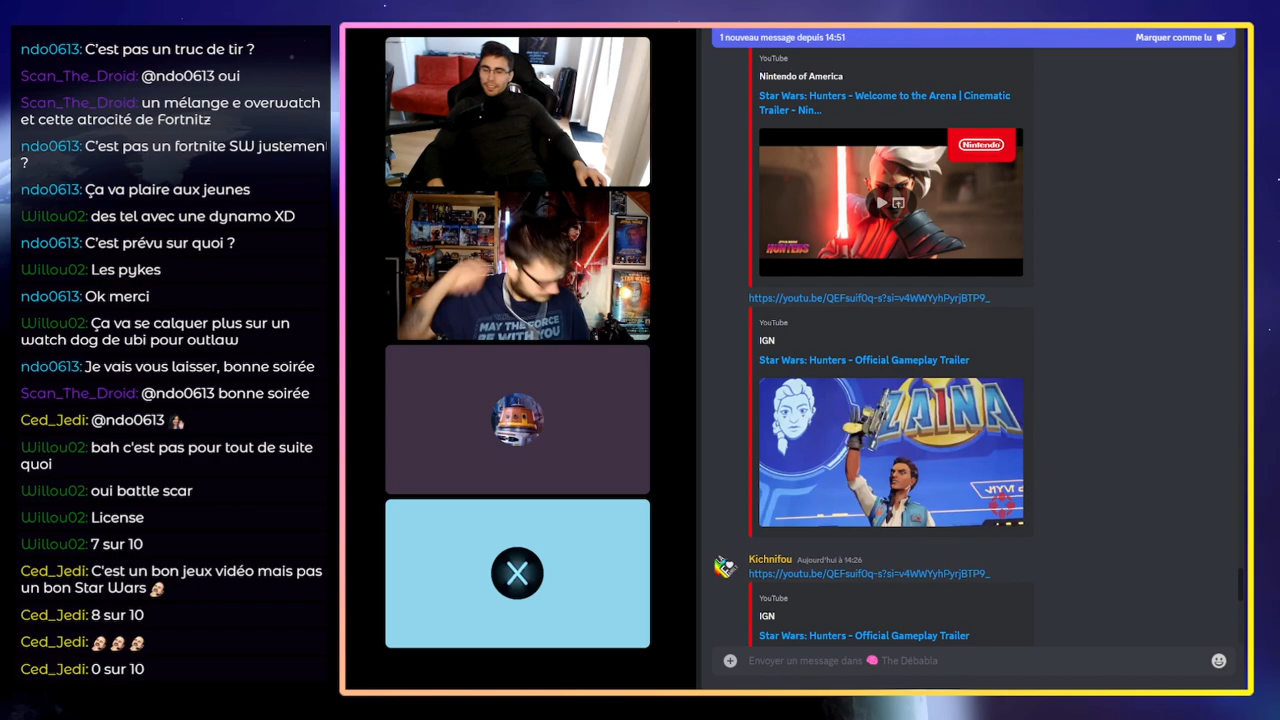 ndo0613: C'est pas un truc de tir ?
Scan_The_Droid: @ndo0613 oui
Scan_The_Droid: un mélange e overwatch
et cette atrocité de Fortnitz
ndo0613: C'est pas un fortnite SW justement
?
ndo0613: Ça va plaire aux jeunes
Willou02: des tel avec une dynamo XD
ndo0613: C'est prévu sur quoi ?
Willou02: Les pykes
ndo0613: Ok merci
Willou02: Ça va se calquer plus sur un
watch dog de ubi pour outlaw
ndo0613: Je vais vous laisser, bonne soirée
Scan_The_Droid: @ndo0613 bonne soirée
Ced_Jedi: @ndo0613
Willou02: bah c'est pas pour tout de suite
quoi
Willou02: oui battle scar
Willou02: License
Willou02: 7 sur 10
Ced_Jedi: C'est un bon jeux vidéo mais pas
un bon Star Wars
Ced_Jedi: 8 sur 10
Ced_Jedi:
Ced_Jedi: 0 sur 10
MAY THE FORCE
BE WITH YOU
X
1 nouveau message depuis 14:51
Marquer comme lu
YouTube
Nintendo of America
Star Wars: Hunters - Welcome to the Arena | Cinematic
Trailer - Nin...
Nintendo
HUNTERS
https://youtu.be/QEFsuif0q-s?si=v4WWYyhPyrjBTP9_
YouTube
IGN
Star Wars: Hunters - Official Gameplay Trailer
ZAINA
Kichnifou Aujourd'hui à 14:26
https://youtu.be/QEFsuif0q-s?si=v4WWYyhPyrjBTP9_
YouTube
IGN
Star Wars: Hunters - Official Gameplay Trailer
Envoyer un message dans 🧠 The Débabla